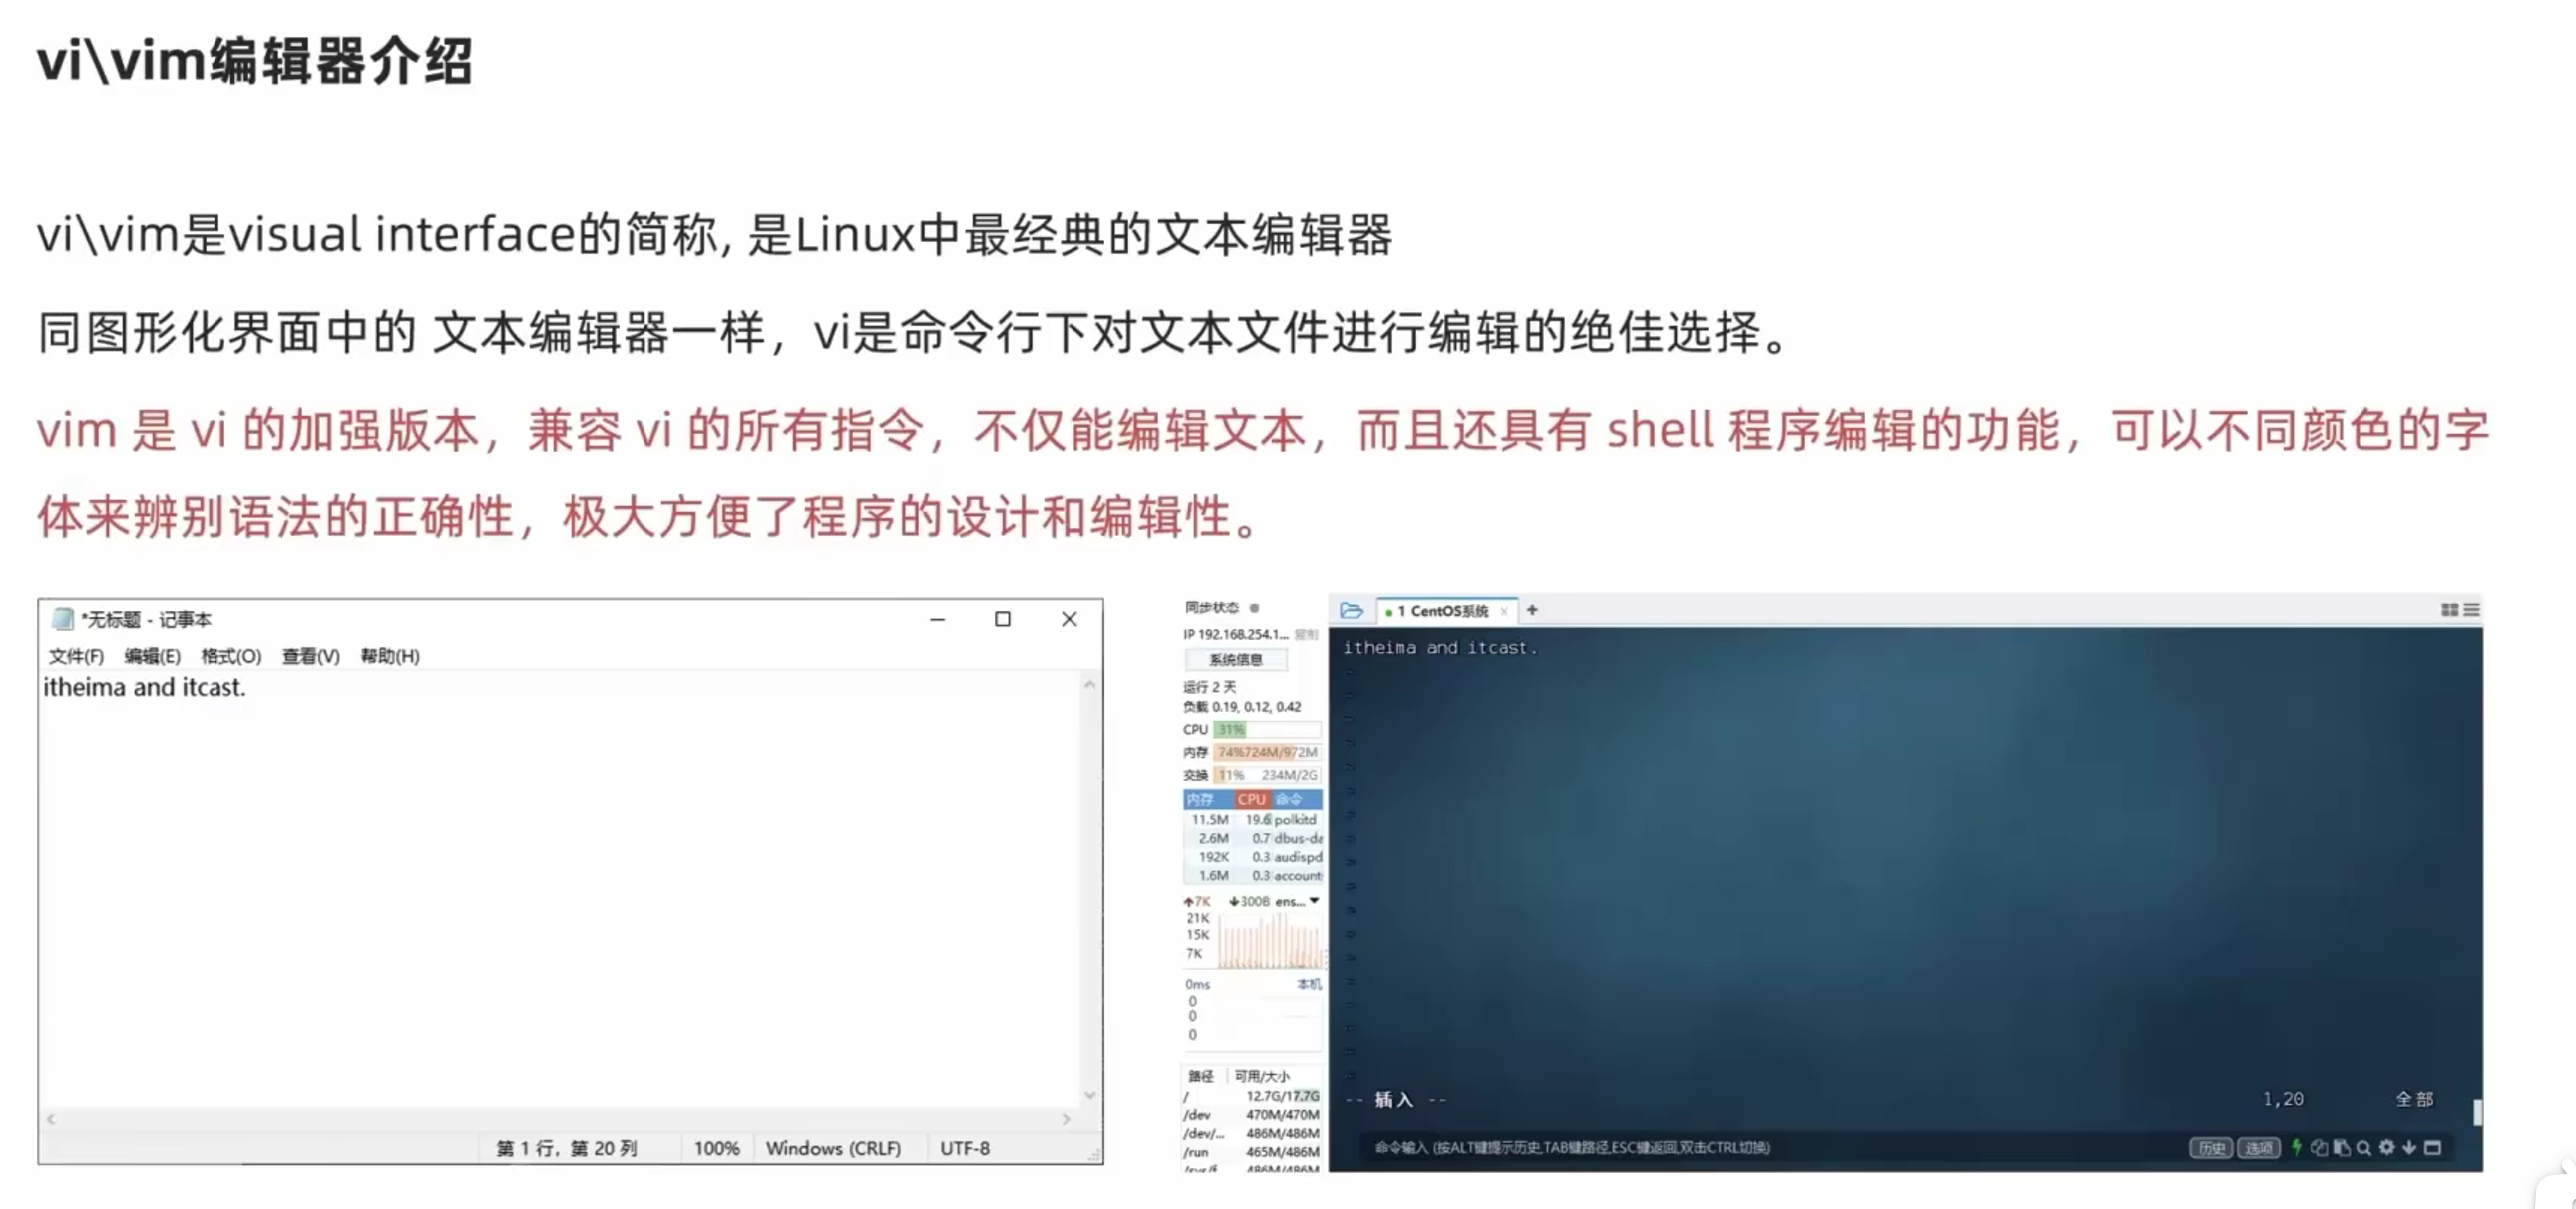 vi\vim编辑器介绍
vi\vim是visual interface的简称, 是Linux中最经典的文本编辑器
同图形化界面中的 文本编辑器一样，vi是命令行下对文本文件进行编辑的绝佳选择。
vim 是 vi 的加强版本，兼容 vi 的所有指令，不仅能编辑文本，而且还具有 shell 程序编辑的功能，可以不同颜色的字
体来辨别语法的正确性，极大方便了程序的设计和编辑性。
*无标题 - 记事本
文件(F) 编辑(E) 格式(O) 查看(V) 帮助(H)
itheima and itcast.
第 1 行, 第 20 列 100% Windows (CRLF) UTF-8
同步状态
IP 192.168.254.1... 复制
系统信息
运行 2 天
负载 0.19, 0.12, 0.42
CPU 31%
内存 74% 724M/972M
交换 11% 234M/2G
内存 CPU 命令
11.5M 19.6 polkitd
2.6M 0.7 dbus-da
192K 0.3 audispd
1.6M 0.3 account
7K 300B ens...
21K
15K
7K
0ms 本机
0
0
0
路径 可用/大小
/ 12.7G/17.7G
/dev 470M/470M
/dev/... 486M/486M
/run 465M/486M
/sys/f 486M/486M
1 CentOS系统
itheima and itcast.
-- 插入 -- 1,20 全部
命令输入 (按ALT键提示历史,TAB键路径,ESC键返回,双击CTRL切换) 历史 选项